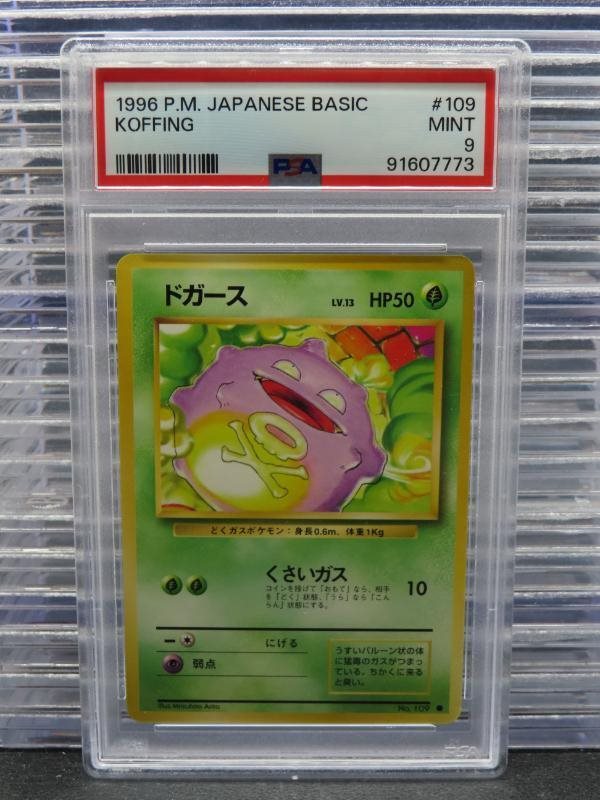 1996 P.M. JAPANESE BASIC #109
KOFFING MINT
9
PSA 91607773
ドガース LV.13 HP50
どくガスポケモン：身長0.6m、体重1Kg
くさいガス 10
コインを投げて「おもて」なら、相手
を「どく」状態、「うら」なら「こん
らん」状態にする。
にげる
弱点
うすいバルーン状の体
に猛毒のガスがつまっ
ている。ちかくに来る
と臭い。
Illus. Mitsuhiro Arita No. 109
PSA